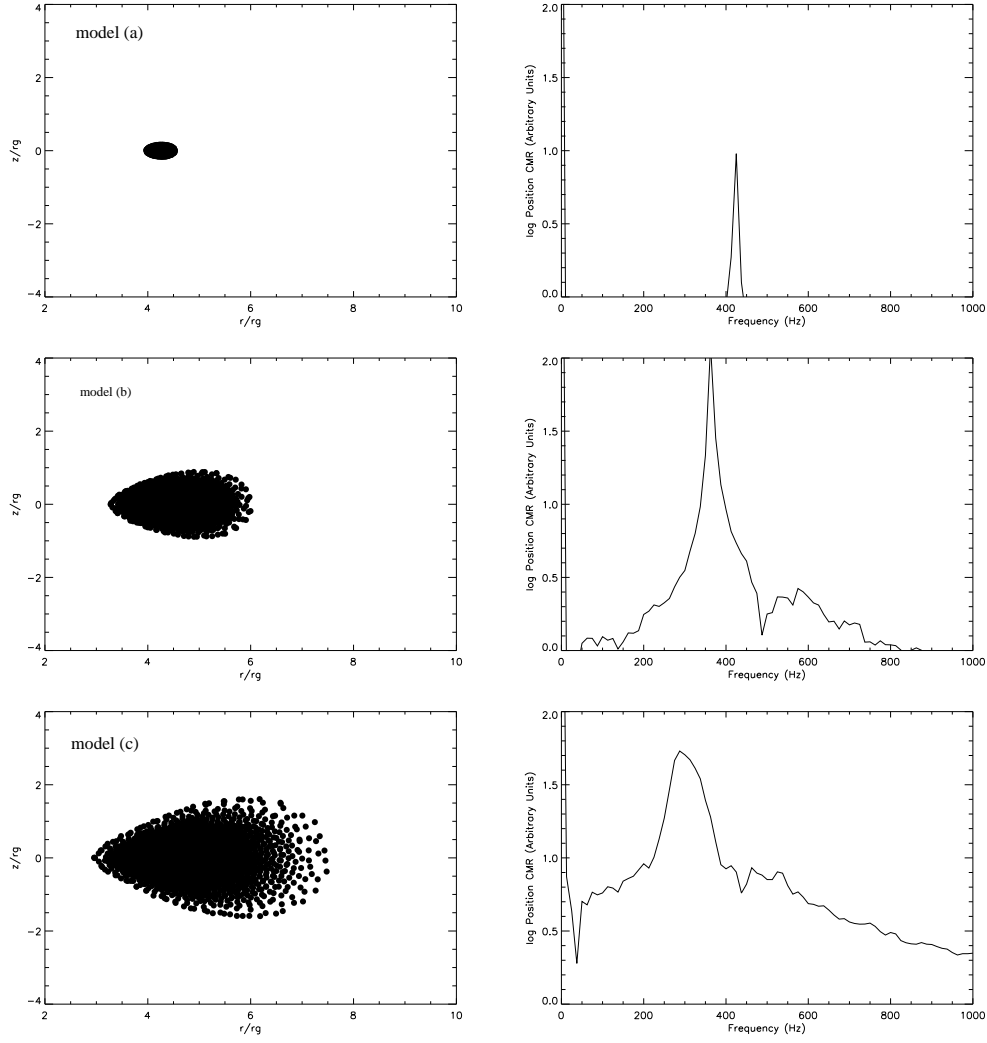 model (a)
4
2
0
−2
−4
z/rg
2 4 6 8 10
r/rg
2.0
1.5
1.0
0.5
0.0
log Position CMR (Arbitrary Units)
0 200 400 600 800 1000
Frequency (Hz)
model (b)
4
2
0
−2
−4
z/rg
2 4 6 8 10
r/rg
2.0
1.5
1.0
0.5
0.0
log Position CMR (Arbitrary Units)
0 200 400 600 800 1000
Frequency (Hz)
model (c)
4
2
0
−2
−4
z/rg
2 4 6 8 10
r/rg
2.0
1.5
1.0
0.5
0.0
log Position CMR (Arbitrary Units)
0 200 400 600 800 1000
Frequency (Hz)